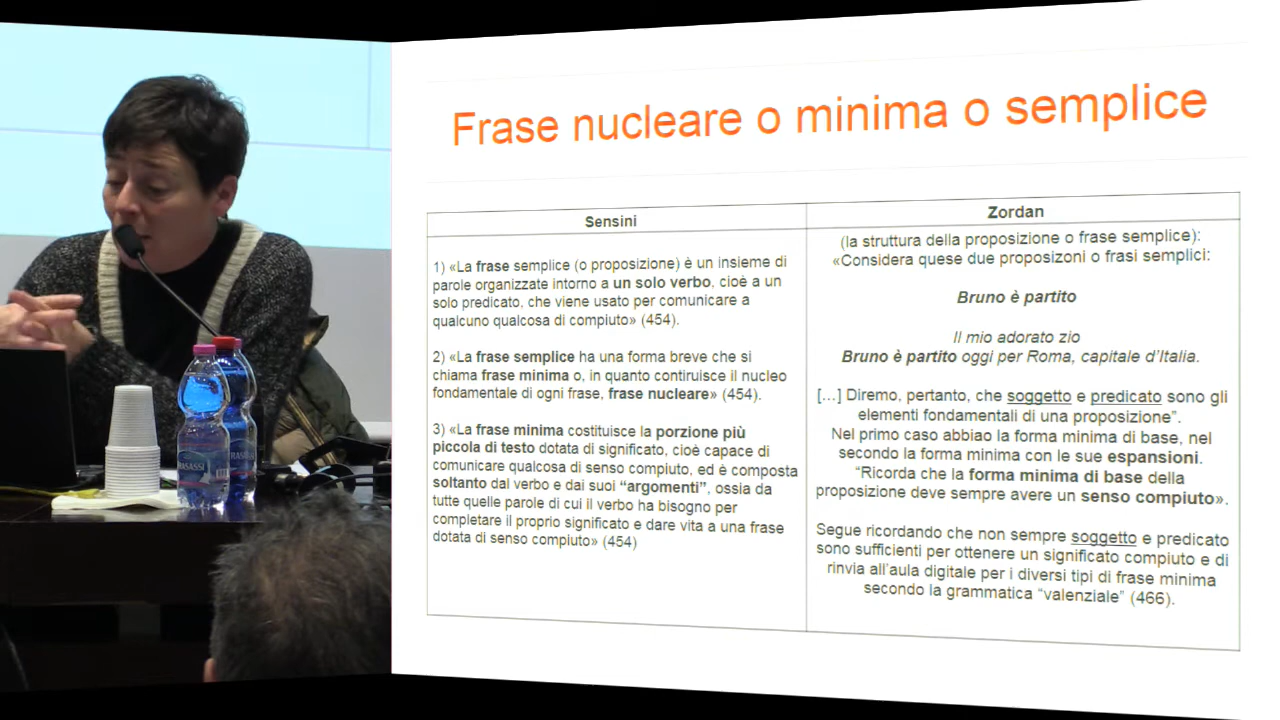 Frase nucleare o minima o semplice
Sensini
1) «La frase semplice (o proposizione) è un insieme di
parole organizzate intorno a un solo verbo, cioè a un
solo predicato, che viene usato per comunicare a
qualcuno qualcosa di compiuto» (454).
2) «La frase semplice ha una forma breve che si
chiama frase minima o, in quanto contiruisce il nucleo
fondamentale di ogni frase, frase nucleare» (454).
3) «La frase minima costituisce la porzione più
piccola di testo dotata di significato, cioè capace di
comunicare qualcosa di senso compiuto, ed è composta
soltanto dal verbo e dai suoi “argomenti”, ossia da
tutte quelle parole di cui il verbo ha bisogno per
completare il proprio significato e dare vita a una frase
dotata di senso compiuto» (454)
Zordan
(la struttura della proposizione o frase semplice):
«Considera quese due proposizoni o frasi semplici:
Bruno è partito
Il mio adorato zio
Bruno è partito oggi per Roma, capitale d’Italia.
[…] Diremo, pertanto, che soggetto e predicato sono gli
elementi fondamentali di una proposizione”.
Nel primo caso abbiao la forma minima di base, nel
secondo la forma minima con le sue espansioni.
“Ricorda che la forma minima di base della
proposizione deve sempre avere un senso compiuto».
Segue ricordando che non sempre soggetto e predicato
sono sufficienti per ottenere un significato compiuto e di
rinvia all’aula digitale per i diversi tipi di frase minima
secondo la grammatica “valenziale” (466).
FRASASSI